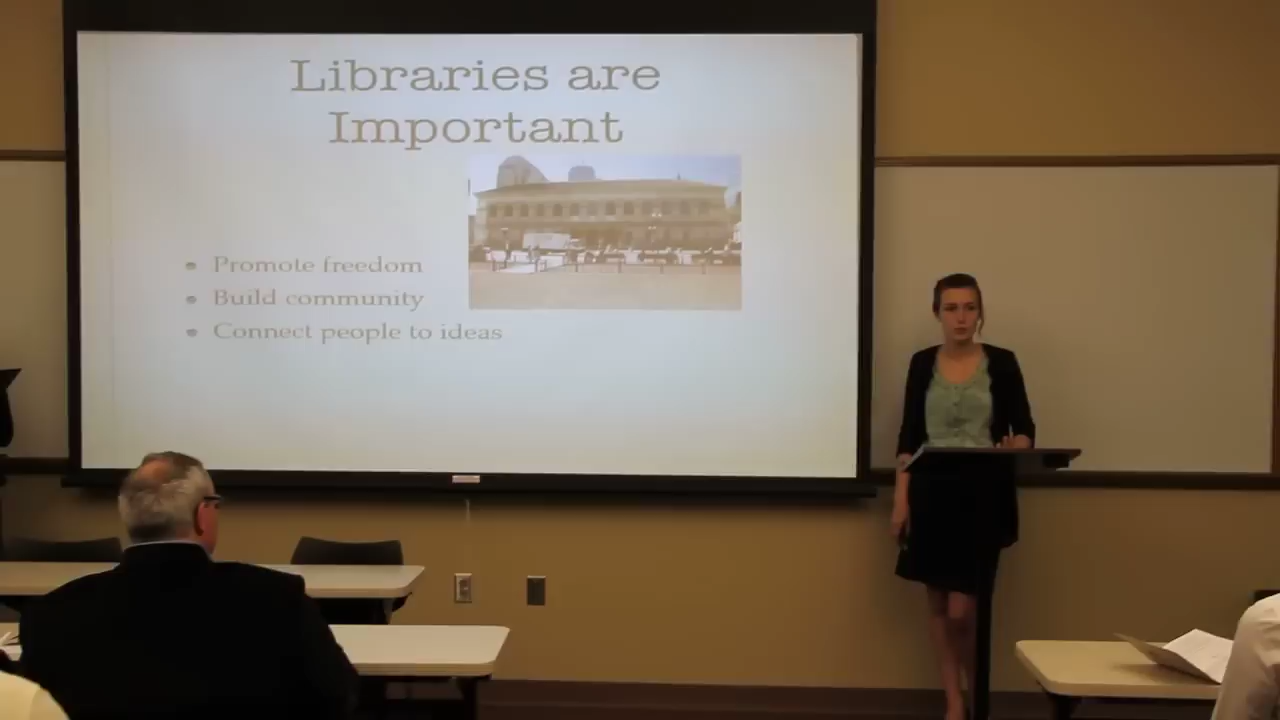 Libraries are
Important
Promote freedom
Build community
Connect people to ideas